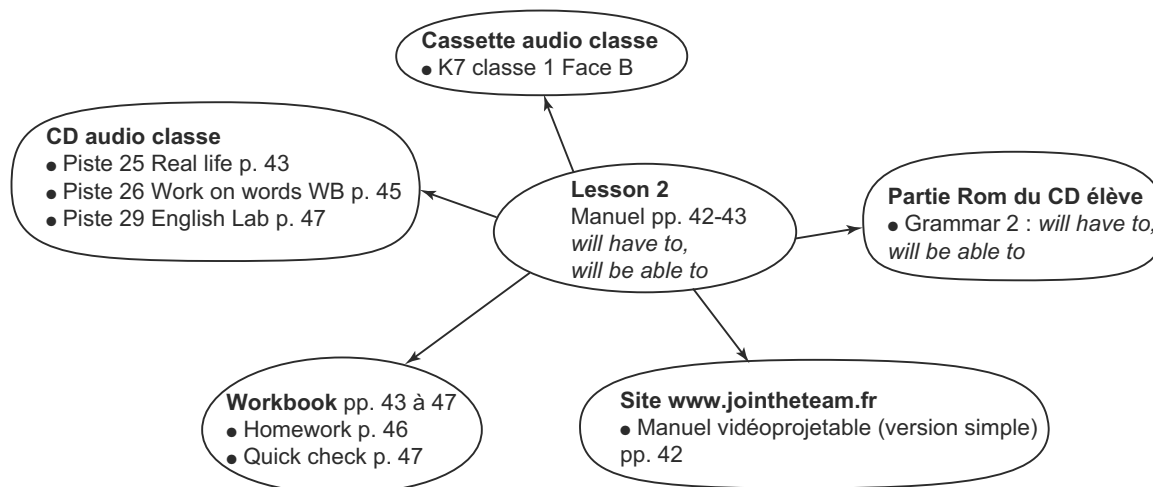 Cassette audio classe
● K7 classe 1 Face B
CD audio classe
● Piste 25 Real life p. 43
● Piste 26 Work on words WB p. 45
● Piste 29 English Lab p. 47
Lesson 2
Manuel pp. 42-43
will have to,
will be able to
Partie Rom du CD élève
● Grammar 2 : will have to,
will be able to
Workbook pp. 43 à 47
● Homework p. 46
● Quick check p. 47
Site www.jointheteam.fr
● Manuel vidéoprojetable (version simple)
pp. 42